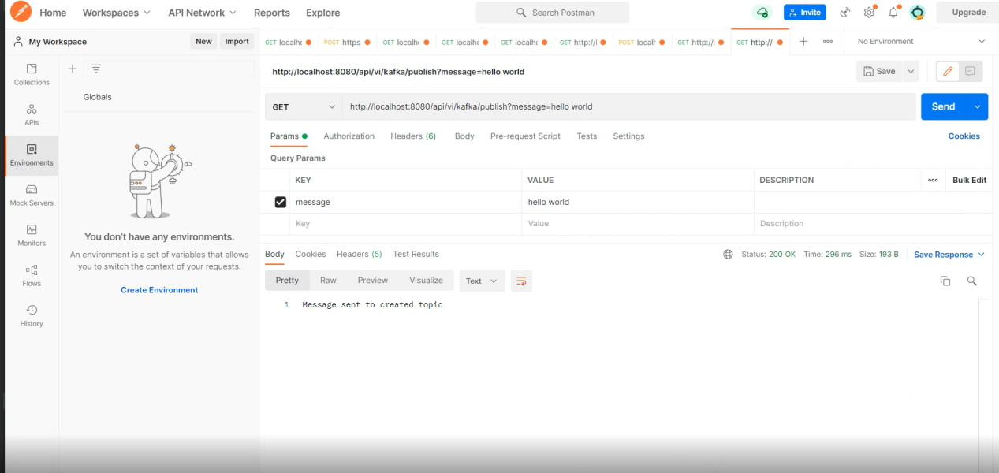 Home Workspaces API Network Reports Explore Search Postman Invite Upgrade
My Workspace New Import GET localhc POST https GET localhc GET localhc GET localhc GET http://l POST localh GET http://: GET http://l No Environment
Collections
APIs
Environments
Mock Servers
Monitors
Flows
History
Globals
You don't have any environments.
An environment is a set of variables that allows
you to switch the context of your requests.
Create Environment
http://localhost:8080/api/vi/kafka/publish?message=hello world Save
GET http://localhost:8080/api/vi/kafka/publish?message=hello world Send
Params Authorization Headers (6) Body Pre-request Script Tests Settings Cookies
Query Params
KEY VALUE DESCRIPTION Bulk Edit
message hello world
Key Value Description
Body Cookies Headers (5) Test Results Status: 200 OK Time: 296 ms Size: 193 B Save Response
Pretty Raw Preview Visualize Text
1 Message sent to created topic